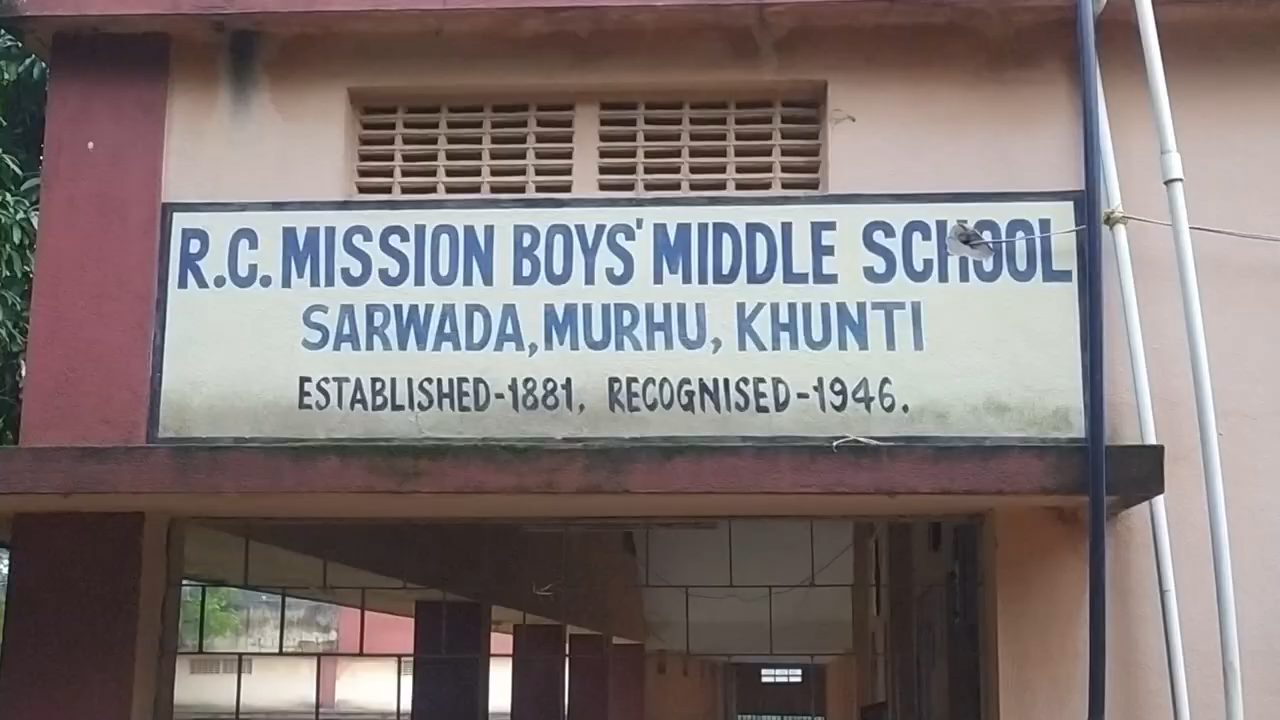 R.C. MISSION BOYS' MIDDLE SCHOOL
SARWADA, MURHU, KHUNTI
ESTABLISHED-1881, RECOGNISED-1946.